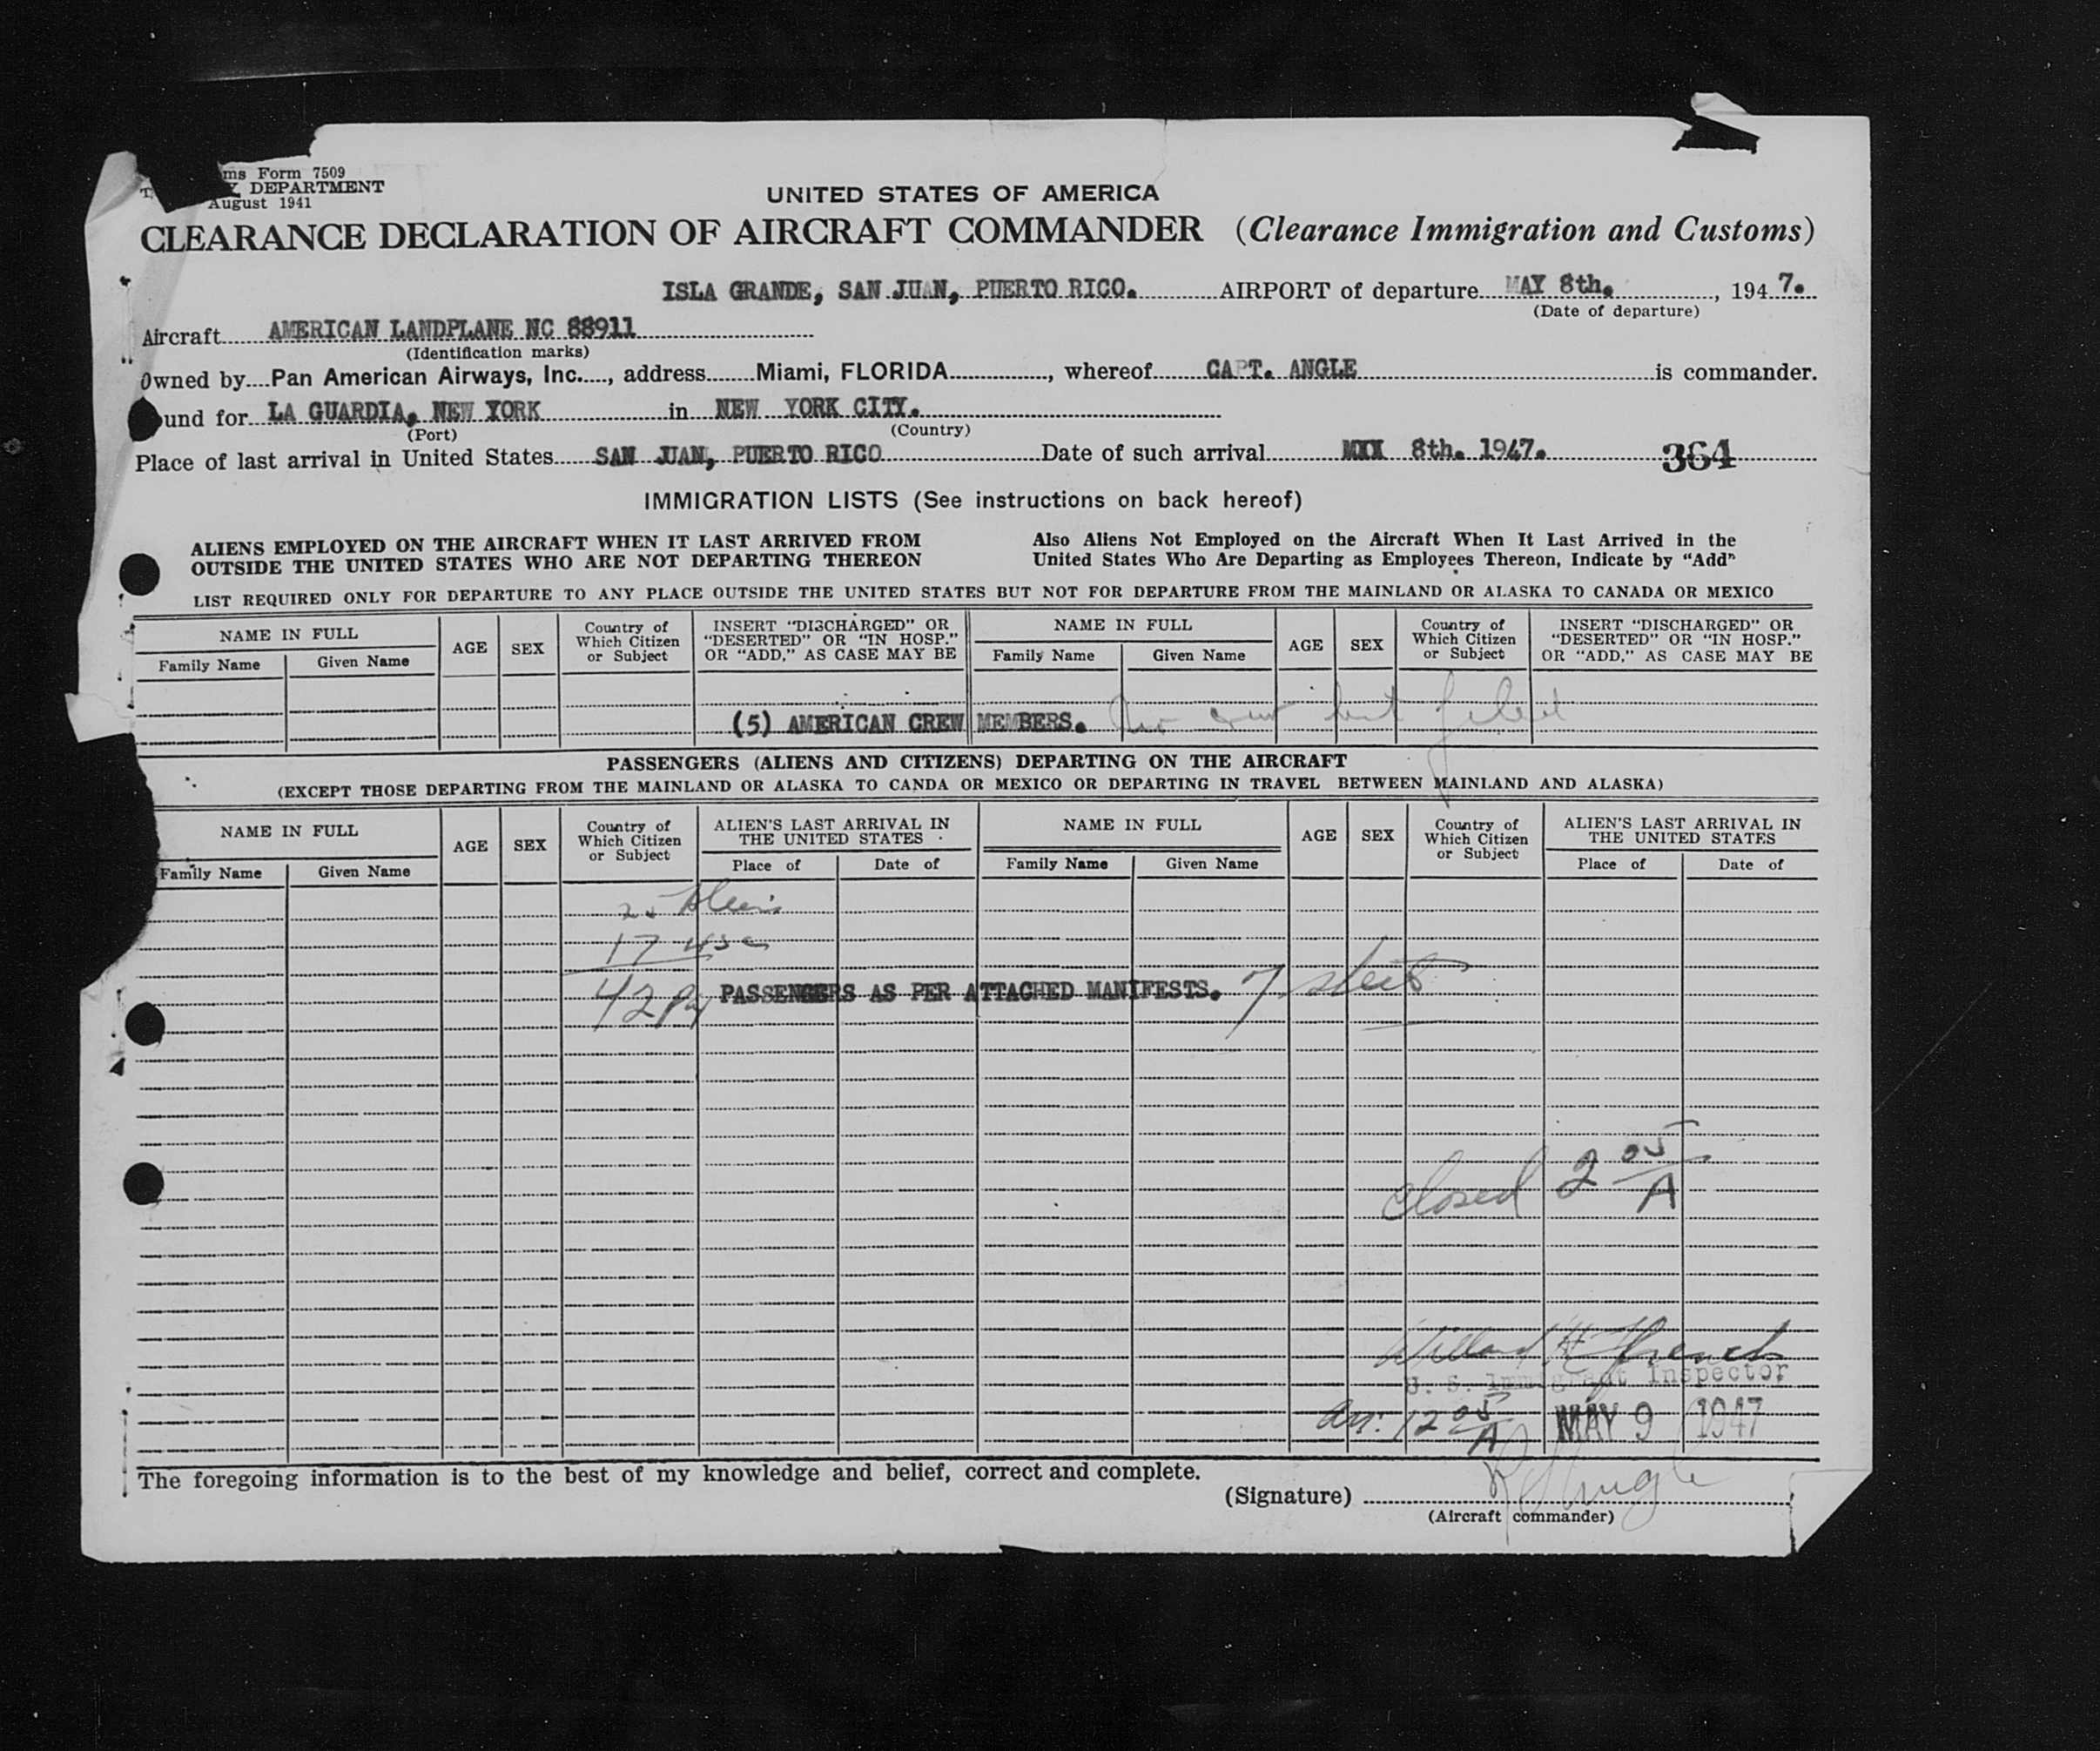 ms Form 7509
DEPARTMENT
August 1941
UNITED STATES OF AMERICA
CLEARANCE DECLARATION OF AIRCRAFT COMMANDER (Clearance Immigration and Customs)
ISLA GRANDE, SAN JUAN, PUERTO RICO. AIRPORT of departure MAY 8th. , 1947.
(Date of departure)
Aircraft AMERICAN LANDPLANE NC 88911
(Identification marks)
Owned by Pan American Airways, Inc. , address Miami, FLORIDA , whereof CAPT. ANGLE is commander.
und for LA GUARDIA, NEW YORK in NEW YORK CITY.
(Port) (Country)
Place of last arrival in United States SAN JUAN, PUERTO RICO Date of such arrival MXX 8th. 1947. 364
IMMIGRATION LISTS (See instructions on back hereof)
ALIENS EMPLOYED ON THE AIRCRAFT WHEN IT LAST ARRIVED FROM Also Aliens Not Employed on the Aircraft When It Last Arrived in the
OUTSIDE THE UNITED STATES WHO ARE NOT DEPARTING THEREON United States Who Are Departing as Employees Thereon, Indicate by "Add"
LIST REQUIRED ONLY FOR DEPARTURE TO ANY PLACE OUTSIDE THE UNITED STATES BUT NOT FOR DEPARTURE FROM THE MAINLAND OR ALASKA TO CANADA OR MEXICO
NAME IN FULL AGE SEX Country of Which Citizen or Subject INSERT "DISCHARGED" OR "DESERTED" OR "IN HOSP." OR "ADD," AS CASE MAY BE NAME IN FULL AGE SEX Country of Which Citizen or Subject INSERT "DISCHARGED" OR "DESERTED" OR "IN HOSP." OR "ADD," AS CASE MAY BE
Family Name Given Name Family Name Given Name
(5) AMERICAN CREW MEMBERS. crew list filed
PASSENGERS (ALIENS AND CITIZENS) DEPARTING ON THE AIRCRAFT
(EXCEPT THOSE DEPARTING FROM THE MAINLAND OR ALASKA TO CANDA OR MEXICO OR DEPARTING IN TRAVEL BETWEEN MAINLAND AND ALASKA)
NAME IN FULL AGE SEX Country of Which Citizen or Subject ALIEN'S LAST ARRIVAL IN THE UNITED STATES NAME IN FULL AGE SEX Country of Which Citizen or Subject ALIEN'S LAST ARRIVAL IN THE UNITED STATES
Family Name Given Name Place of Date of Family Name Given Name Place of Date of
25 Aliens
17 usc
42 PASSENGERS AS PER ATTACHED MANIFESTS. 7 sheets
Closed 2 05 A
Willard H French
U. S. Immigrant Inspector
Arr. 12 05 A MAY 9 1947
The foregoing information is to the best of my knowledge and belief, correct and complete.
(Signature)
(Aircraft commander)